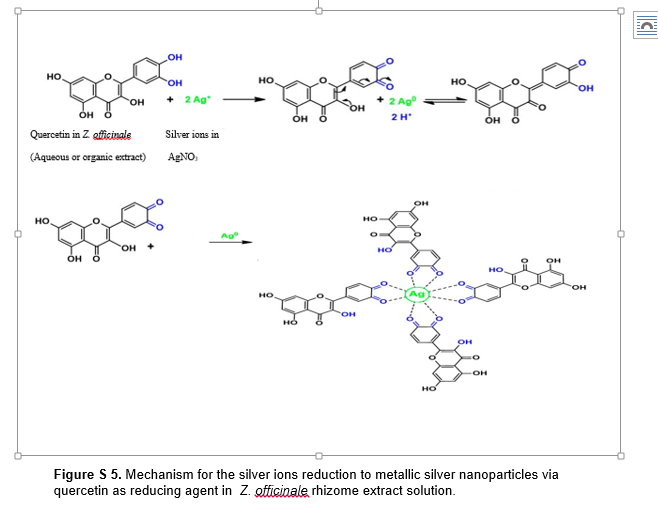 OH
HO
OH
OH
OH O
+ 2 Ag⁺
HO
O
O
O
OH
OH O
+ 2 Ag⁰
2 H⁺
HO
O
O
OH
O
OH O
Quercetin in Z. officinale
Silver ions in
(Aqueous or organic extract)
AgNO₃
HO
O
O
O
OH
OH O
+
Ag⁰
OH
HO
O
O
HO
O O
HO
O
O
O
OH
HO O
Ag
O
O
HO
O
O
OH
OH
O O
OH
O
O
OH
HO
Figure S 5. Mechanism for the silver ions reduction to metallic silver nanoparticles via
quercetin as reducing agent in Z. officinale rhizome extract solution.